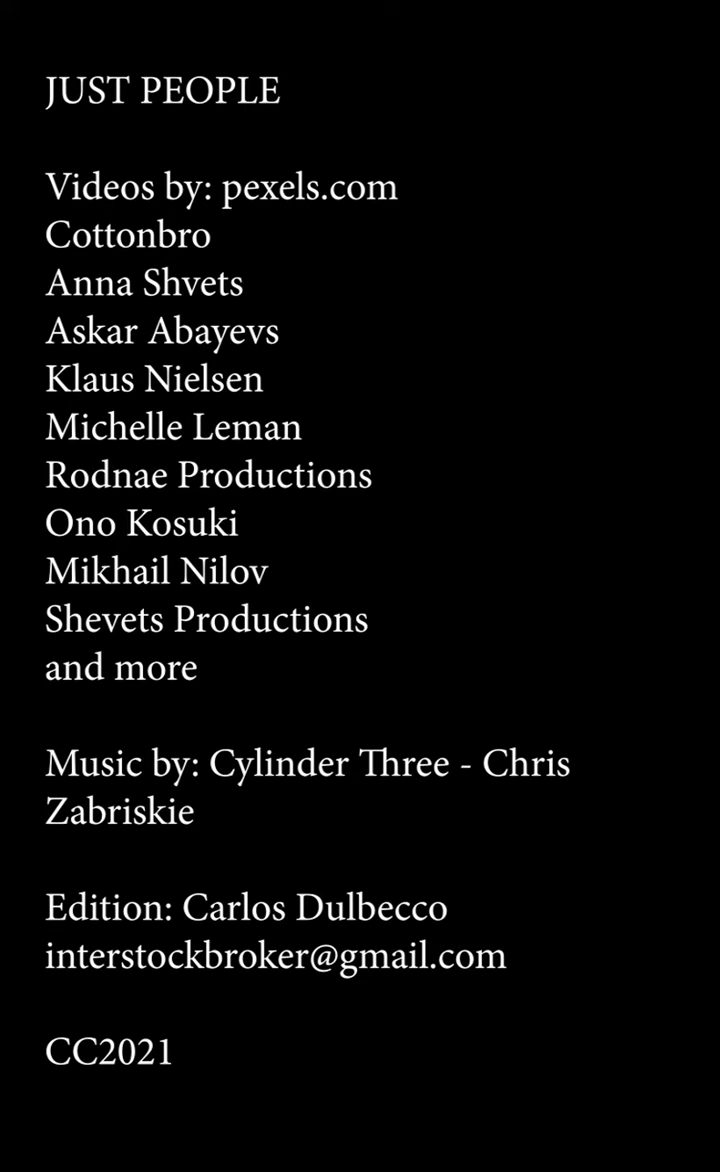 JUST PEOPLE
Videos by: pexels.com
Cottonbro
Anna Shvets
Askar Abayevs
Klaus Nielsen
Michelle Leman
Rodnae Productions
Ono Kosuki
Mikhail Nilov
Shevets Productions
and more
Music by: Cylinder Three - Chris
Zabriskie
Edition: Carlos Dulbecco
interstockbroker@gmail.com
CC2021